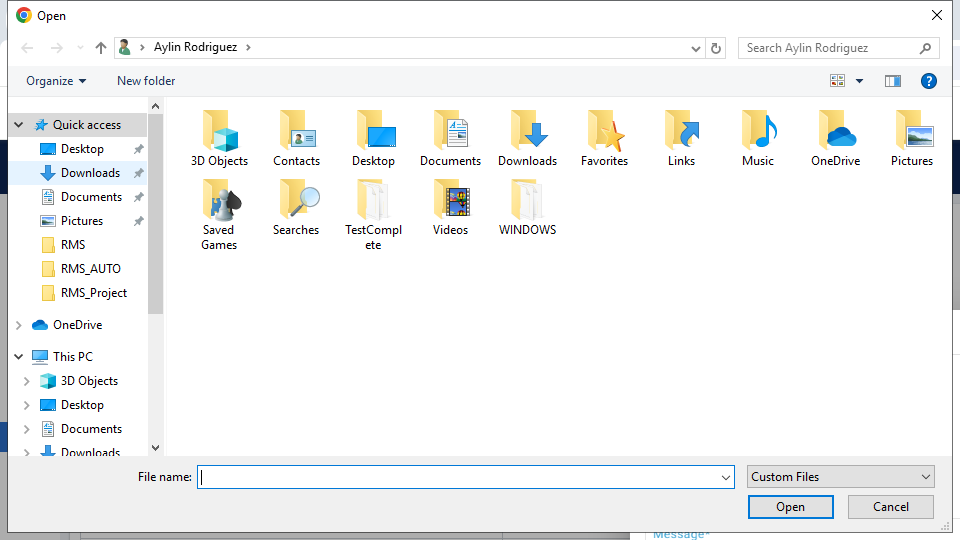 Open
Aylin Rodriguez
Search Aylin Rodriguez
Organize
New folder
Quick access
Desktop
Downloads
Documents
Pictures
RMS
RMS_AUTO
RMS_Project
OneDrive
This PC
3D Objects
Desktop
Documents
Downloads
3D Objects
Contacts
Desktop
Documents
Downloads
Favorites
Links
Music
OneDrive
Pictures
Saved
Games
Searches
TestCompl
ete
Videos
WINDOWS
File name:
Custom Files
Open
Cancel
Message*